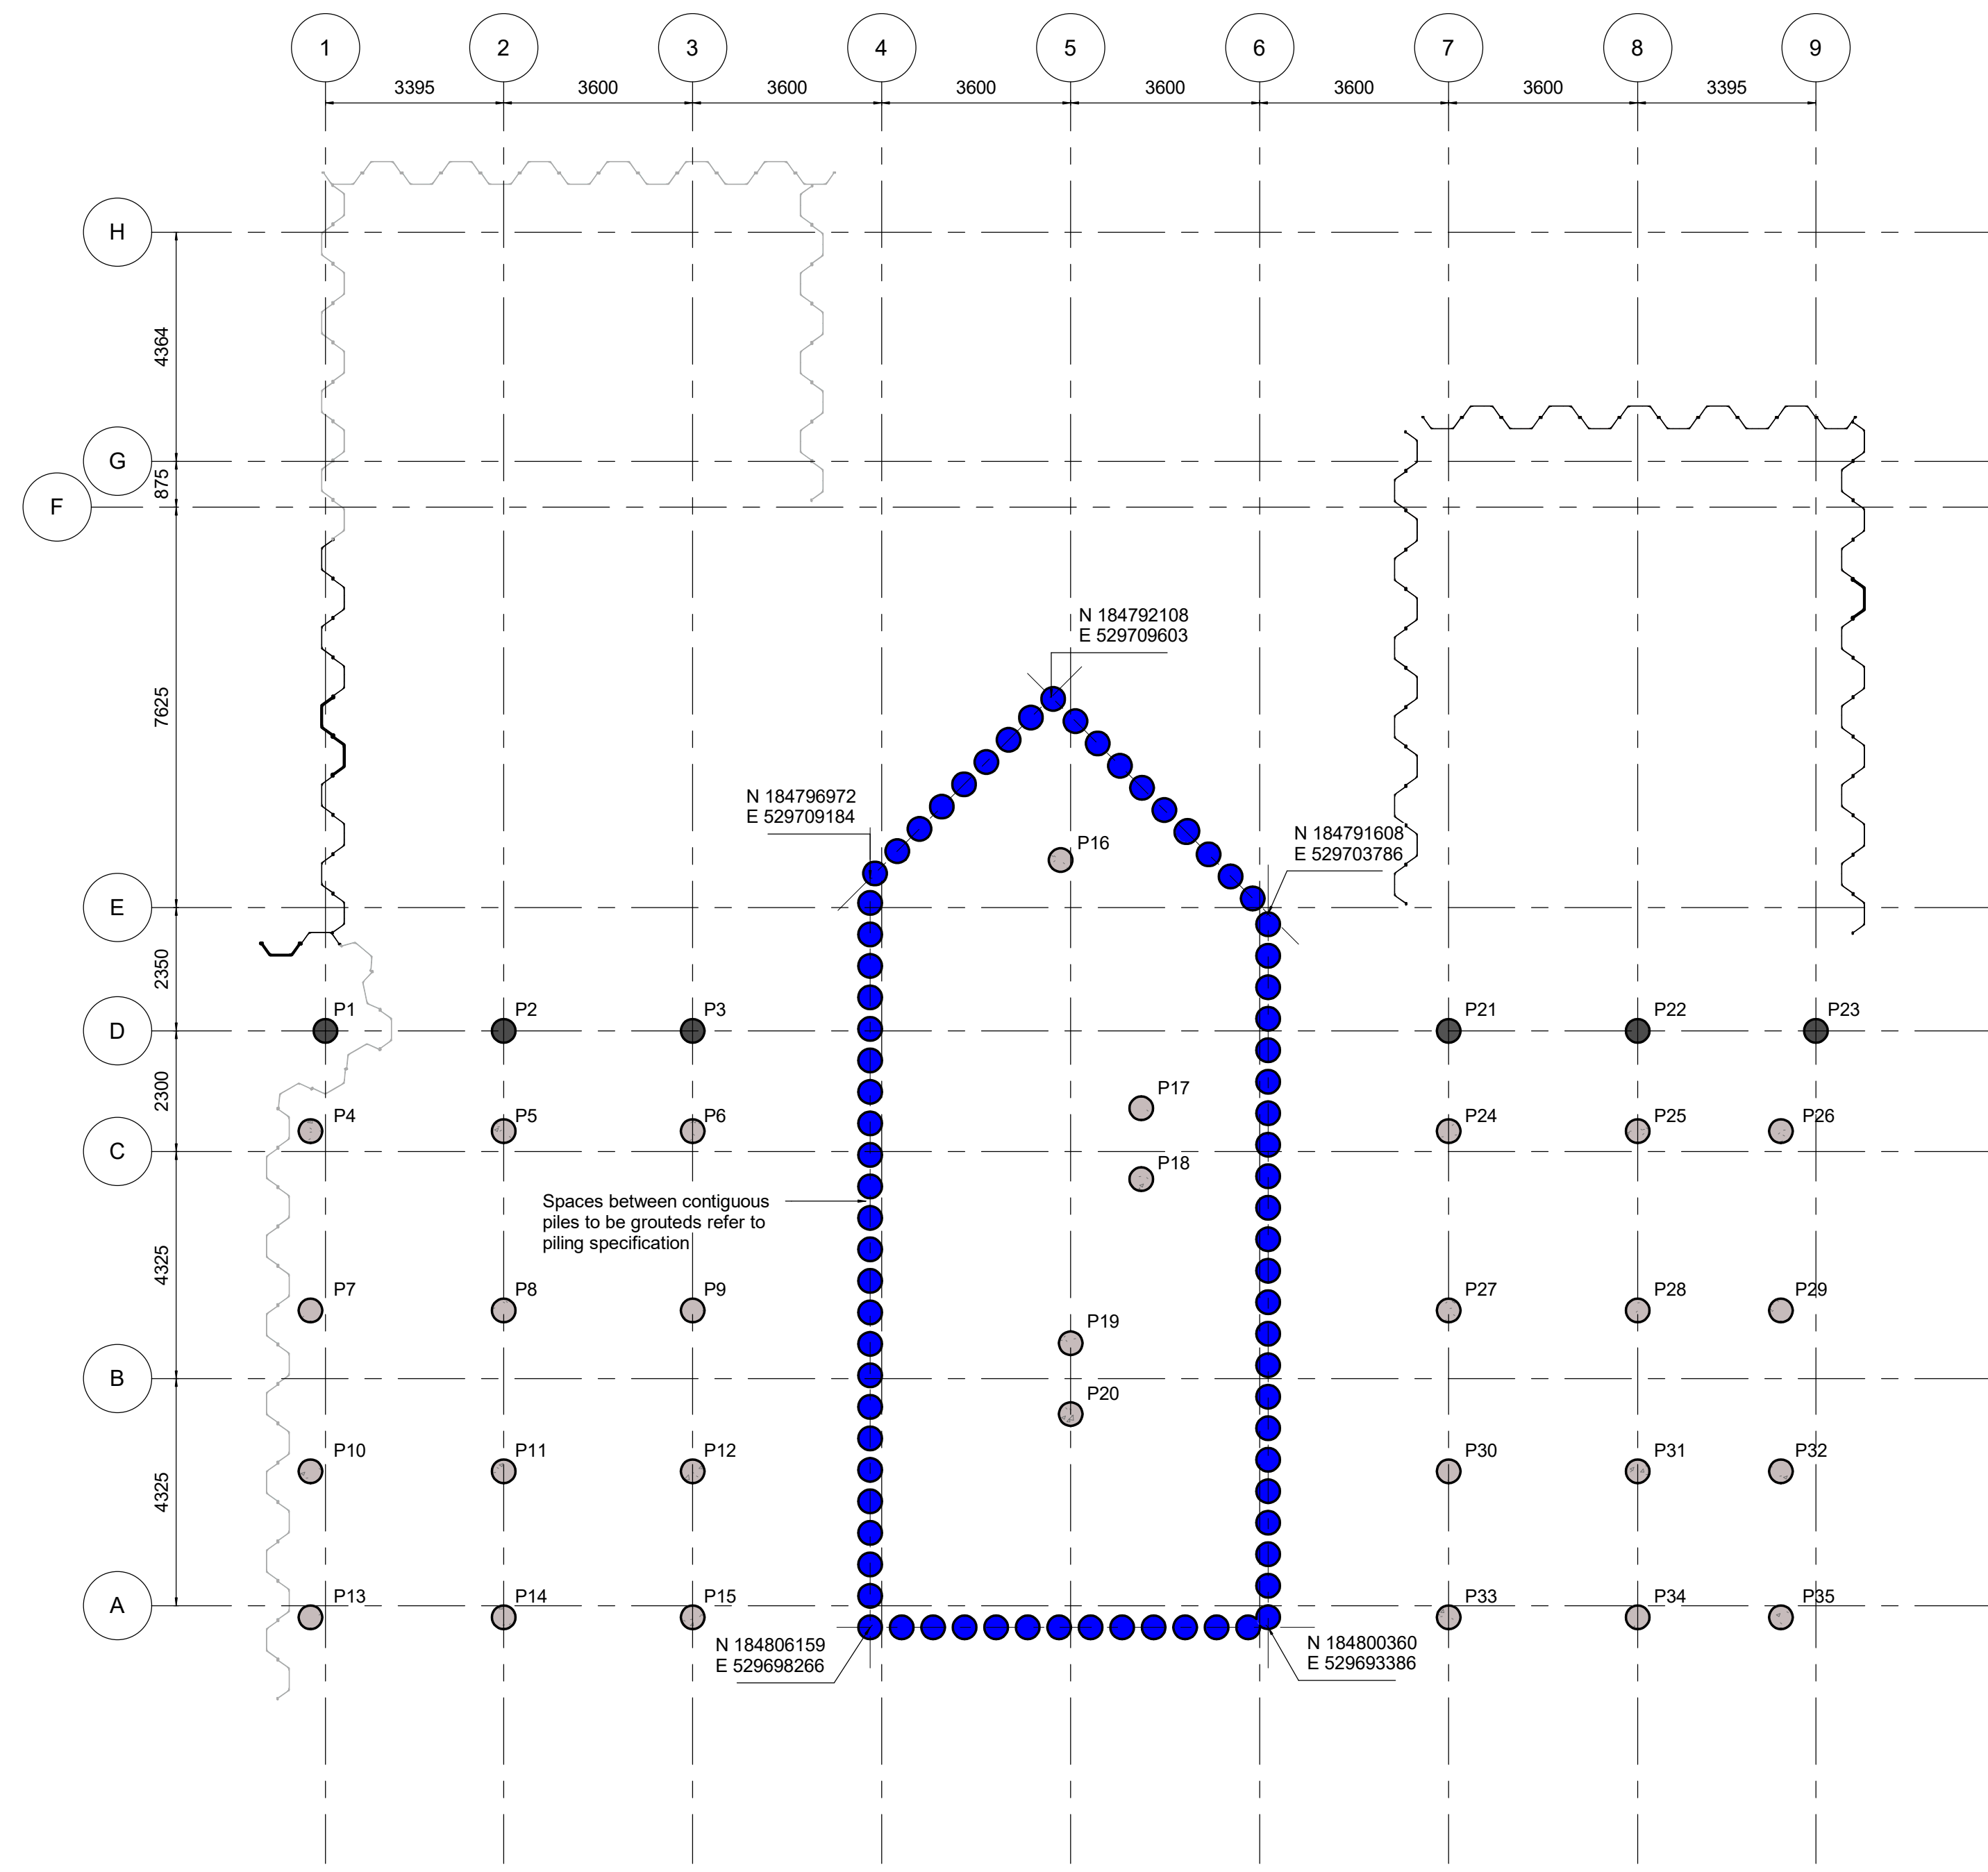 1
2
3
4
5
6
7
8
9
3395
3600
3600
3600
3600
3600
3600
3395
H
4364
G
875
F
7625
N 184792108
E 529709603
N 184796972
E 529709184
N 184791608
E 529703786
P16
E
2350
D
P1
P2
P3
P21
P22
P23
2300
P17
P4
P5
P6
P24
P25
P26
C
P18
Spaces between contiguous
piles to be grouteds refer to
piling specification
4325
P7
P8
P9
P27
P28
P29
P19
B
P20
P10
P11
P12
P30
P31
P32
4325
A
P13
P14
P15
P33
P34
P35
N 184806159
E 529698266
N 184800360
E 529693386